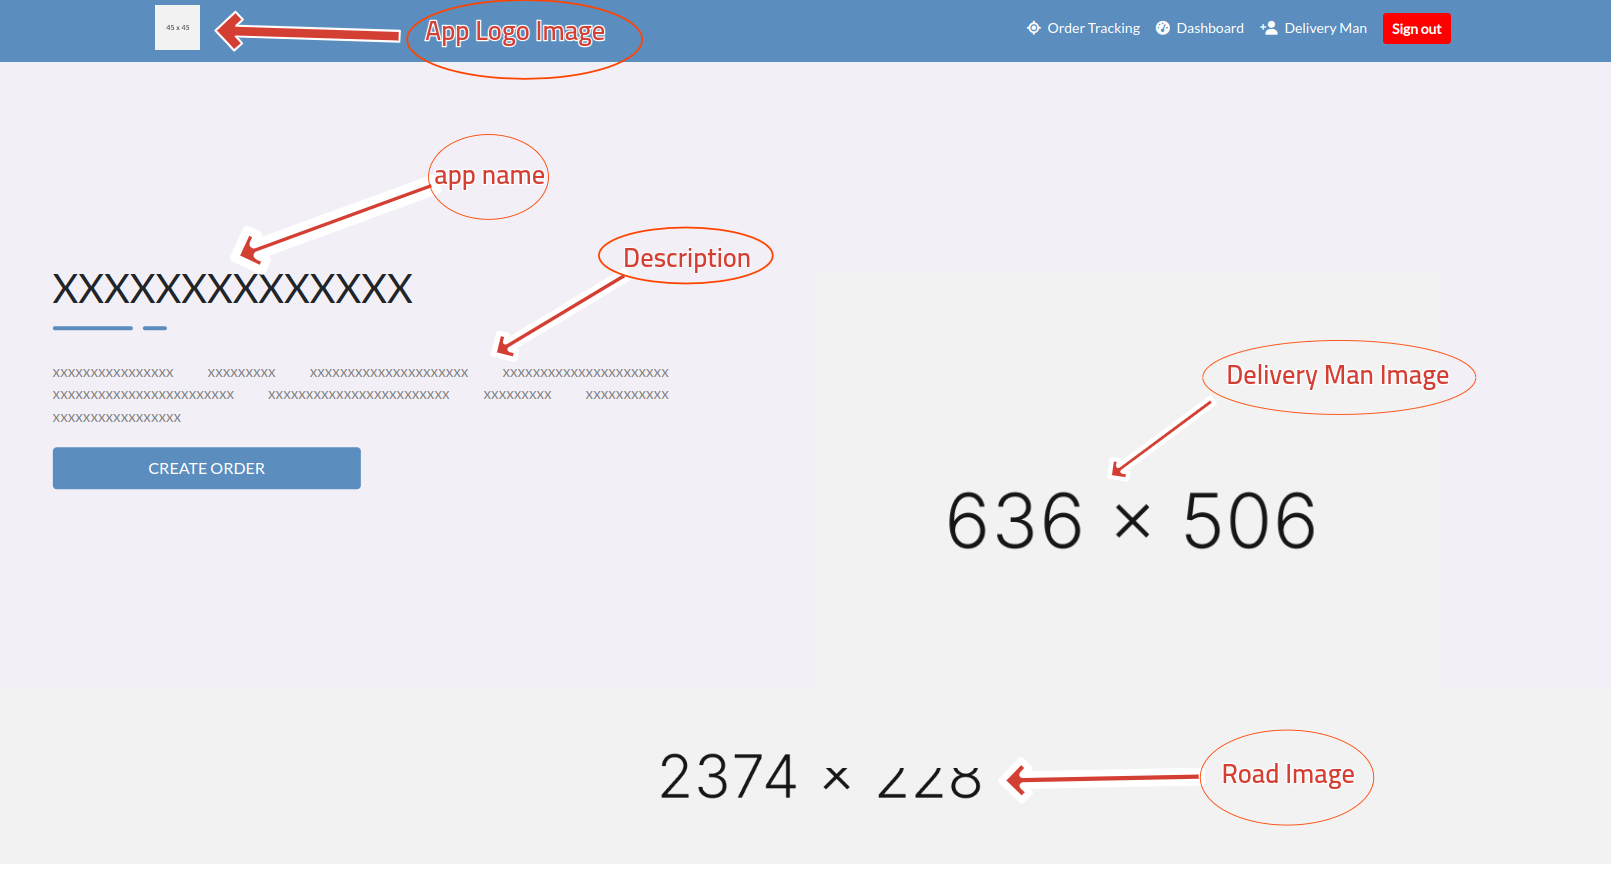 45 x 45
App Logo Image
Order Tracking
Dashboard
Delivery Man
Sign out
app name
Description
XXXXXXXXXXXXXX
xxxxxxxxxxxxxxxx xxxxxxxxx xxxxxxxxxxxxxxxxxxxxx xxxxxxxxxxxxxxxxxxxxxx
xxxxxxxxxxxxxxxxxxxxxxxx xxxxxxxxxxxxxxxxxxxxxxxx xxxxxxxxx xxxxxxxxxxx
xxxxxxxxxxxxxxxxx
CREATE ORDER
Delivery Man Image
636 × 506
2374 × 228
Road Image